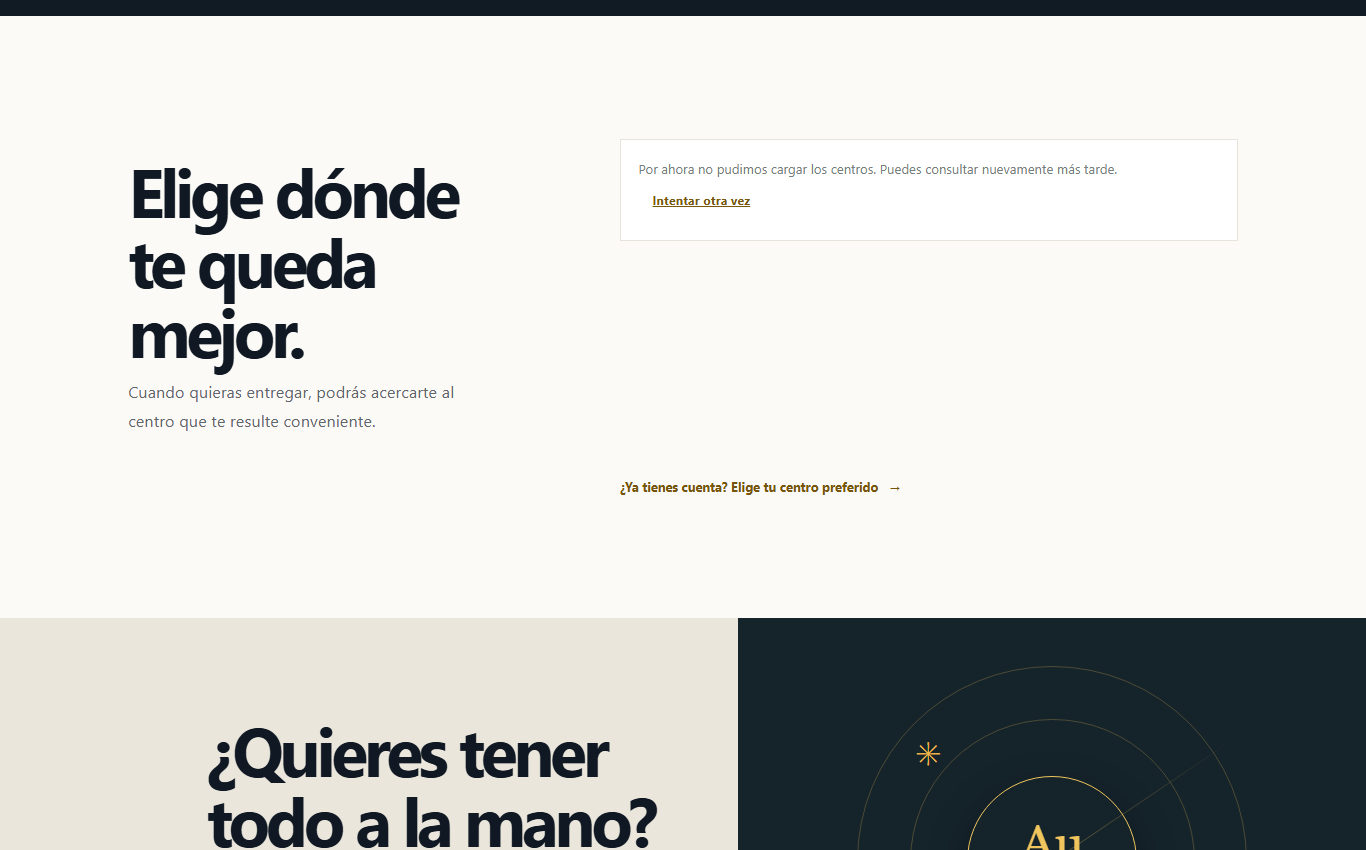 Elige dónde
te queda
mejor.
Cuando quieras entregar, podrás acercarte al
centro que te resulte conveniente.
Por ahora no pudimos cargar los centros. Puedes consultar nuevamente más tarde.
Intentar otra vez
¿Ya tienes cuenta? Elige tu centro preferido →
¿Quieres tener
todo a la mano?
Au